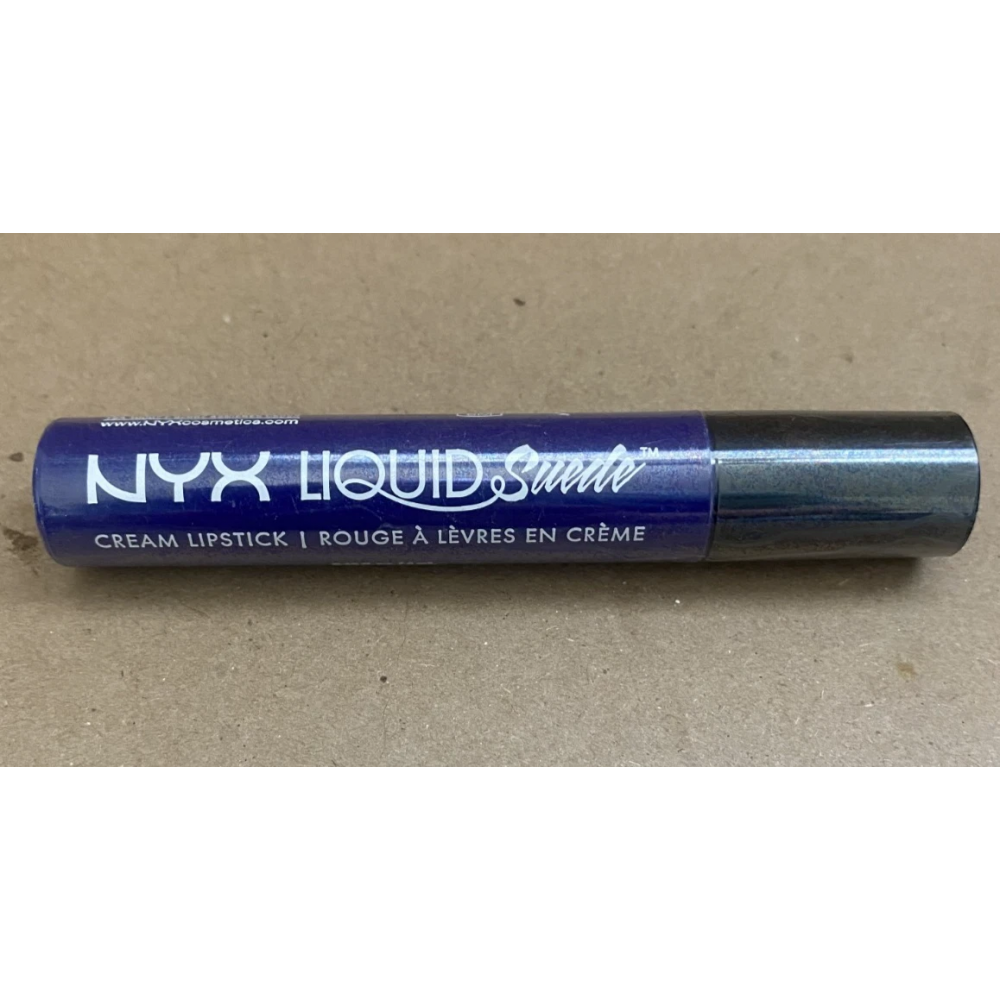 www.NYXcosmetics.com
NYX LIQUID Suede™
CREAM LIPSTICK | ROUGE À LÈVRES EN CRÈME